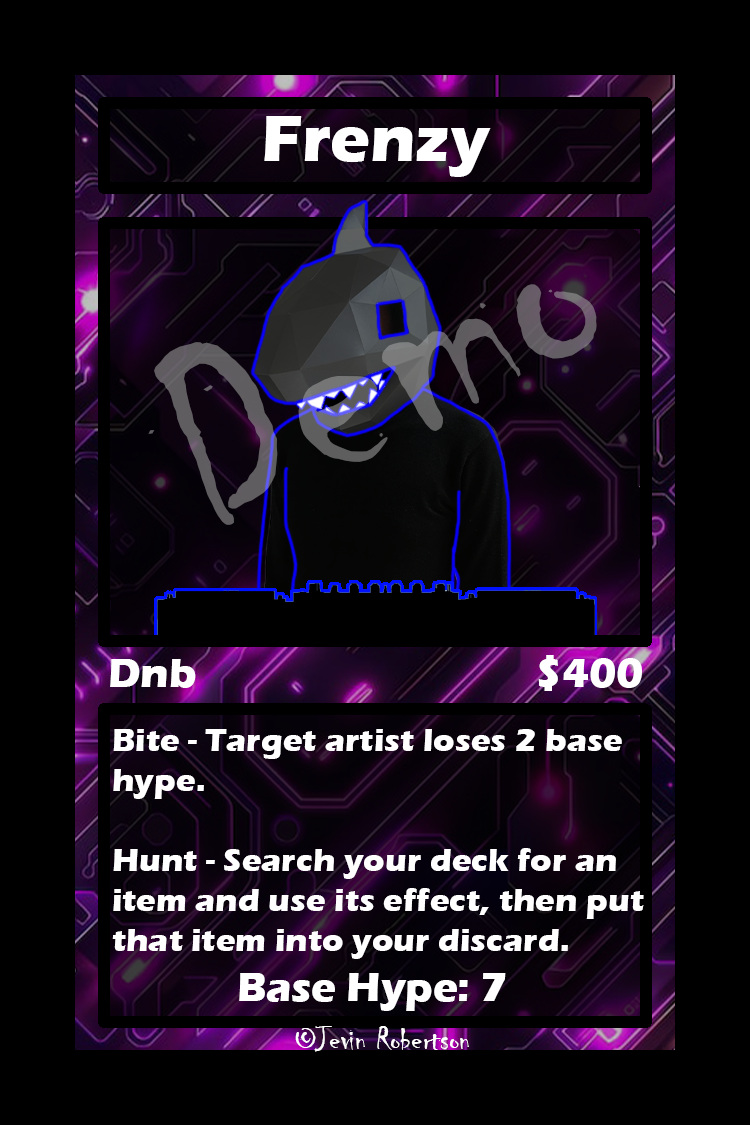 Frenzy
Demo
Dnb
$400
Bite - Target artist loses 2 base
hype.
Hunt - Search your deck for an
item and use its effect, then put
that item into your discard.
Base Hype: 7
©Jevin Robertson